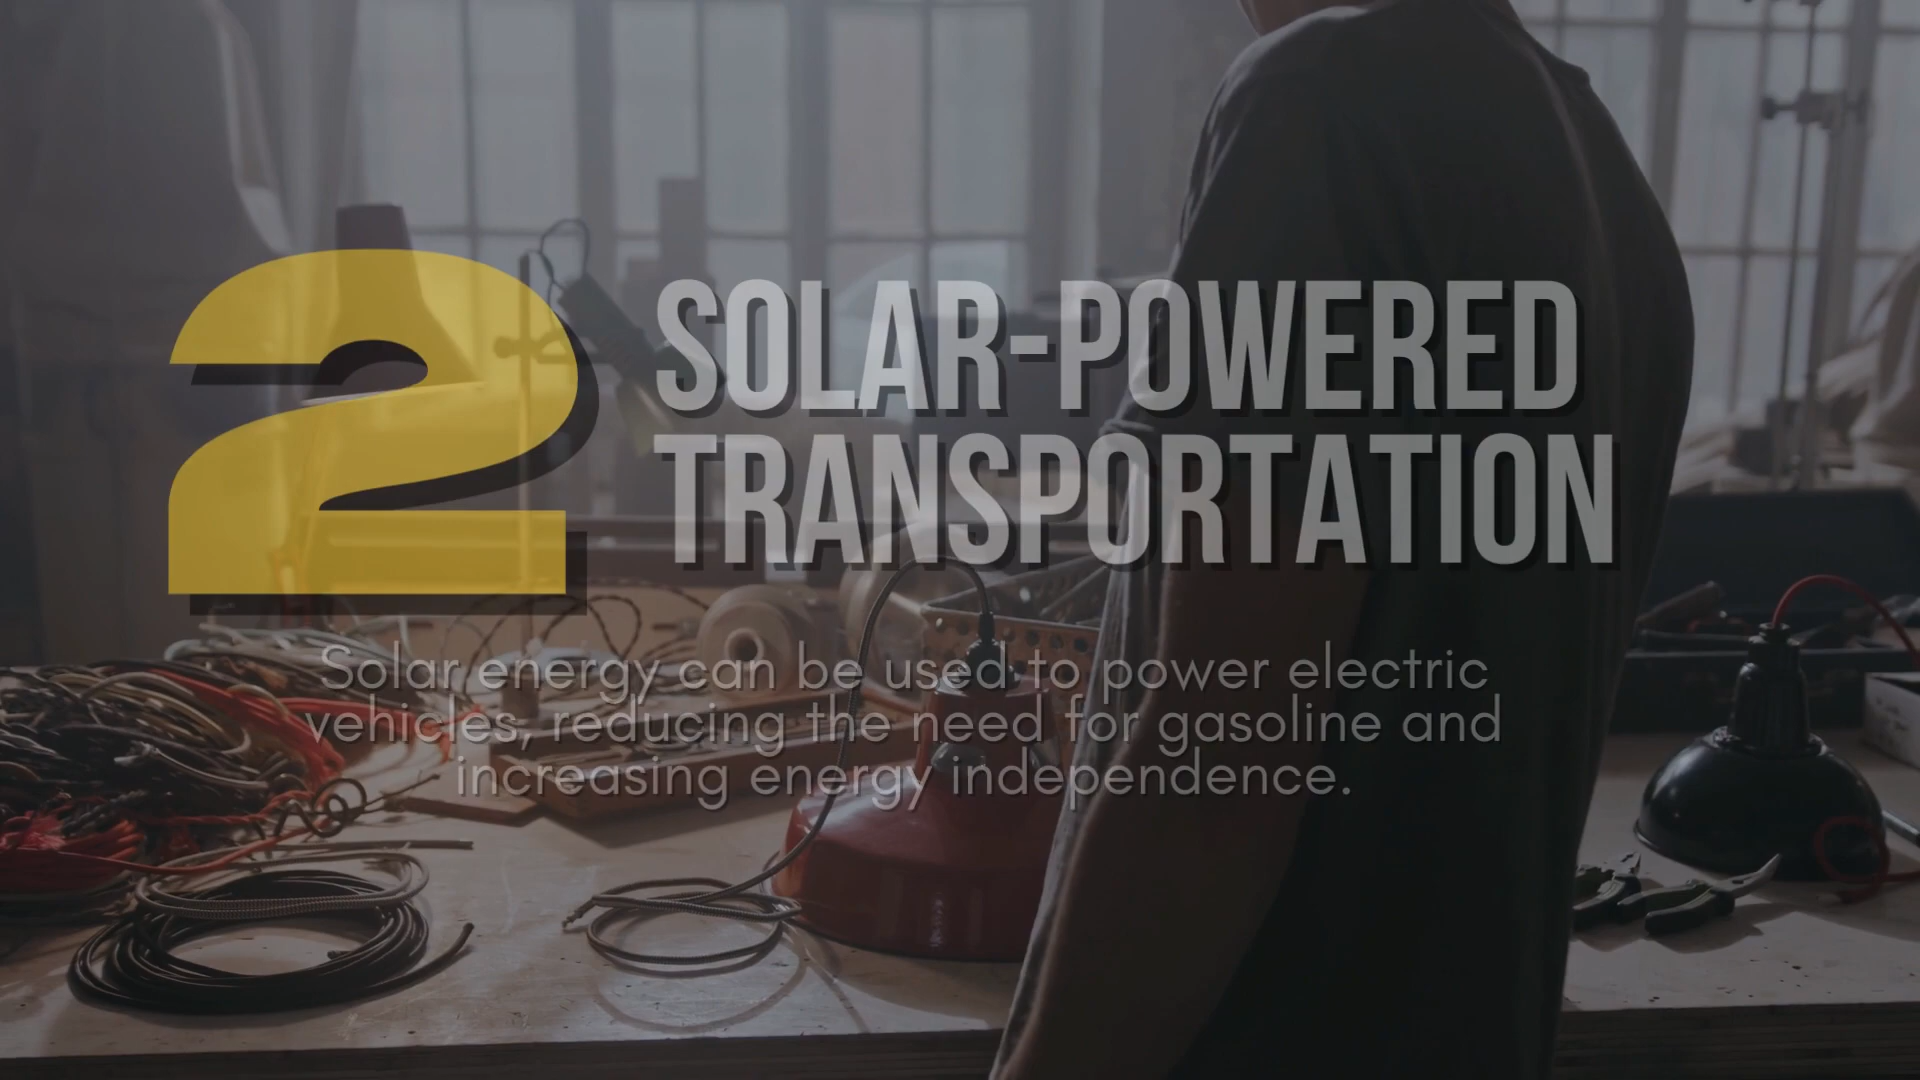 2
SOLAR-POWERED
TRANSPORTATION
Solar energy can be used to power electric
vehicles, reducing the need for gasoline and
increasing energy independence.